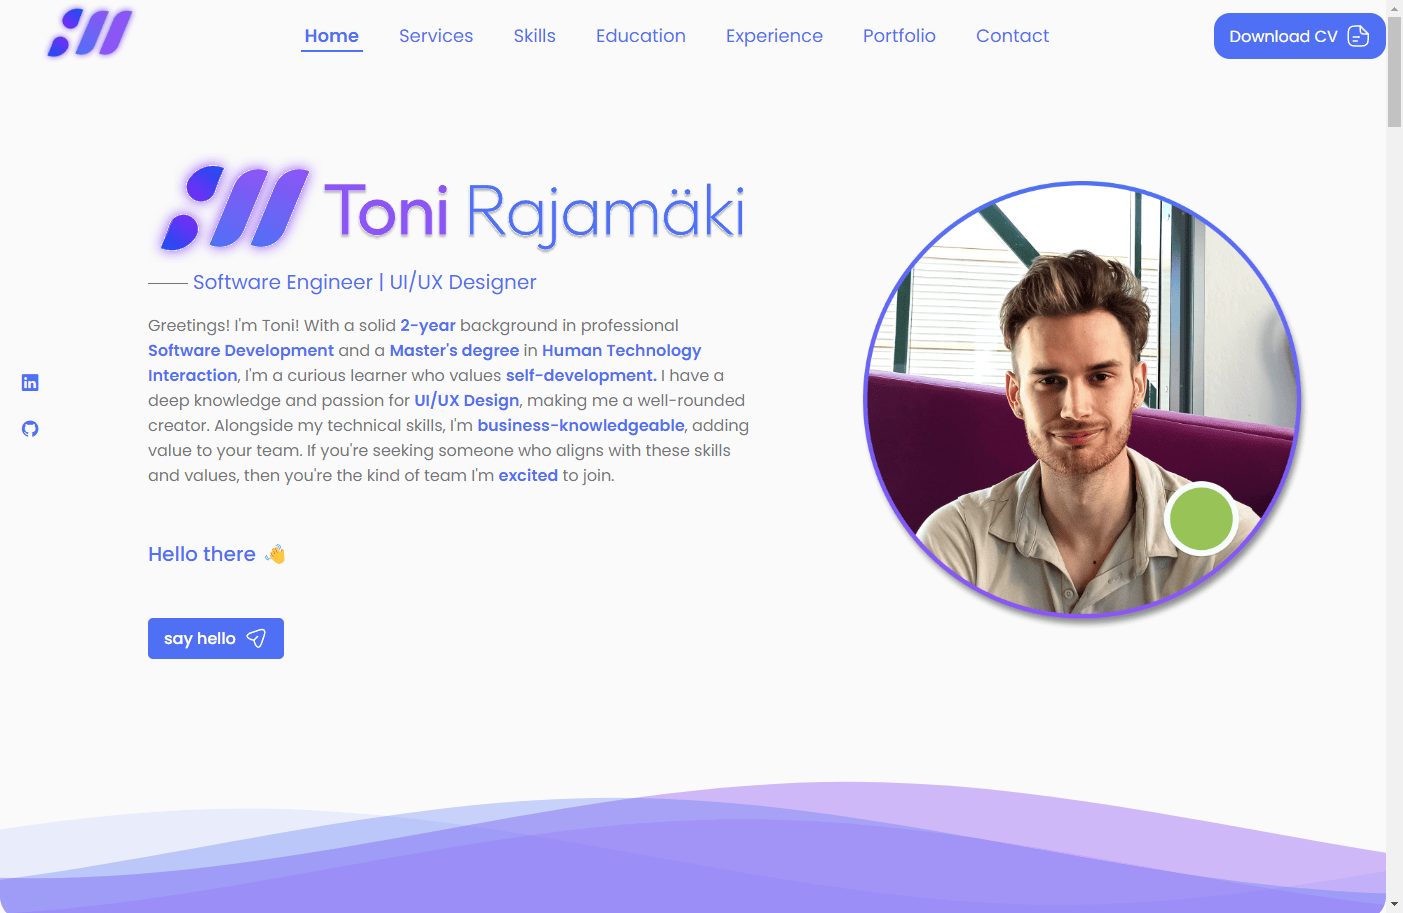 Home Services Skills Education Experience Portfolio Contact Download CV
Toni Rajamäki
Software Engineer | UI/UX Designer
Greetings! I'm Toni! With a solid 2-year background in professional
Software Development and a Master's degree in Human Technology
Interaction, I'm a curious learner who values self-development. I have a
deep knowledge and passion for UI/UX Design, making me a well-rounded
creator. Alongside my technical skills, I'm business-knowledgeable, adding
value to your team. If you're seeking someone who aligns with these skills
and values, then you're the kind of team I'm excited to join.
Hello there 👋
say hello